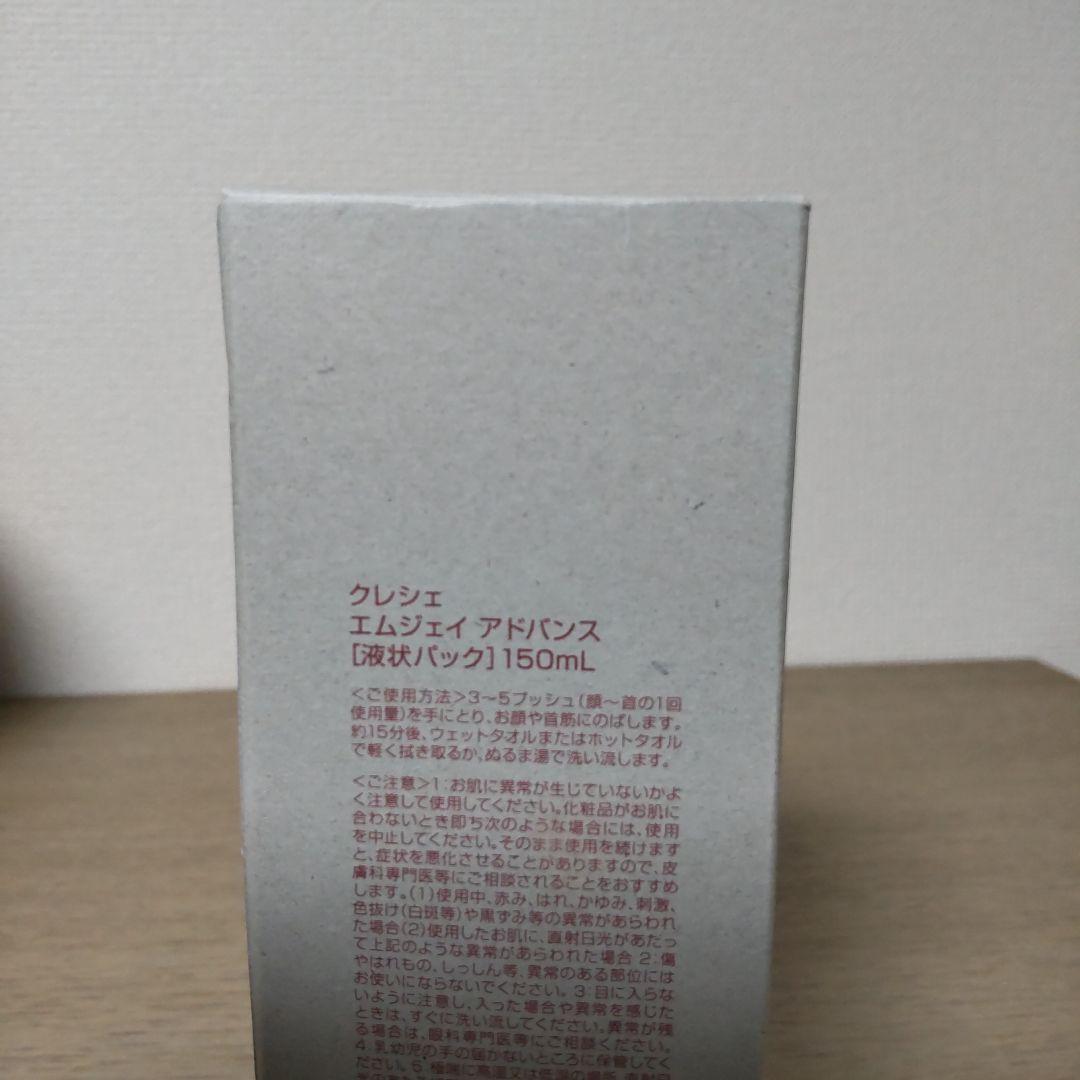 クレシェ
エムジェイ アドバンス
[液状パック]150mL
<ご使用方法>3～5プッシュ(顔～首の1回
使用量)を手にとり、お顔や首筋にのばします。
約15分後、ウェットタオルまたはホットタオル
で軽く拭き取るか、ぬるま湯で洗い流します。
<ご注意>1:お肌に異常が生じていないかよ
く注意して使用してください。化粧品がお肌に
合わないとき即ち次のような場合には、使用
を中止してください。そのまま使用を続けます
と、症状を悪化させることがありますので、皮
膚科専門医等にご相談されることをおすすめ
します。(1)使用中、赤み、はれ、かゆみ、刺激、
色抜け(白斑等)や黒ずみ等の異常があらわれ
た場合(2)使用したお肌に、直射日光があたっ
て上記のような異常があらわれた場合 2:傷
やはれもの、しっしん等、異常のある部位には
お使いにならないでください。3:目に入らな
いように注意し、入った場合や異常を感じた
ときは、すぐに洗い流してください。異常が残
る場合は、眼科専門医等にご相談ください。
4.乳幼児の手の届かないところに保管してく
ださい。5.極端に高温又は低温の場所、直射日